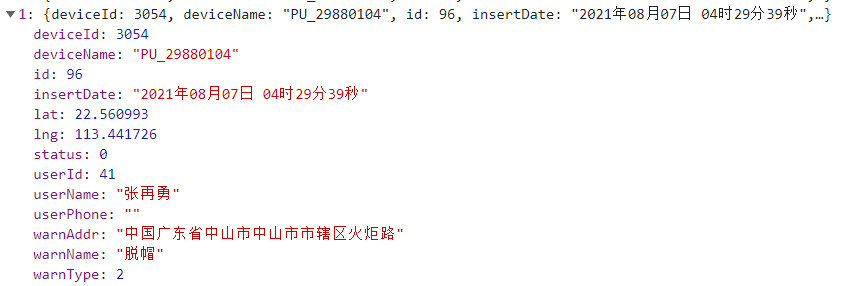 ▼1: {deviceId: 3054, deviceName: "PU_29880104", id: 96, insertDate: "2021年08月07日 04时29分39秒",…}
deviceId: 3054
deviceName: "PU_29880104"
id: 96
insertDate: "2021年08月07日 04时29分39秒"
lat: 22.560993
lng: 113.441726
status: 0
userId: 41
userName: "张再勇"
userPhone: ""
warnAddr: "中国广东省中山市中山市市辖区火炬路"
warnName: "脱帽"
warnType: 2